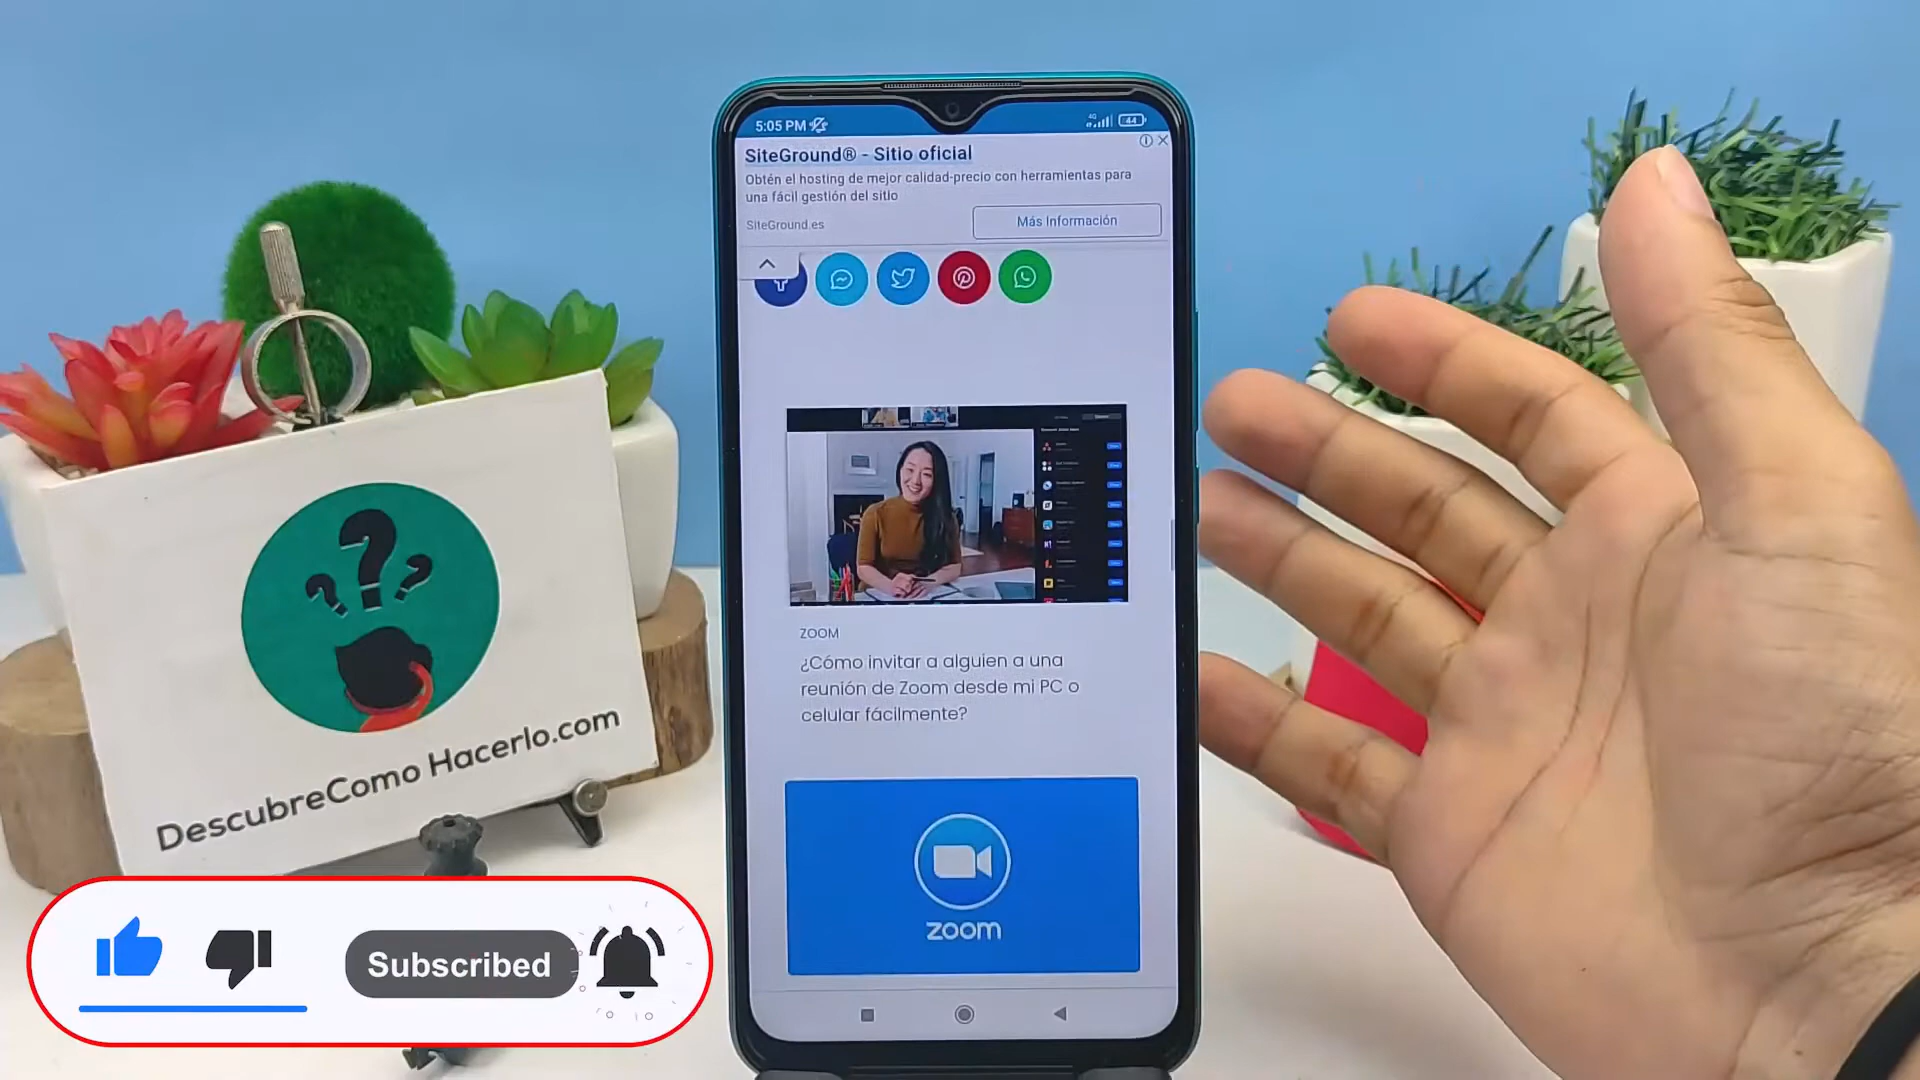 5:05 PM
4G
44
SiteGround® - Sitio oficial
Obtén el hosting de mejor calidad-precio con herramientas para
una fácil gestión del sitio
SiteGround.es
Más Información
ZOOM
¿Cómo invitar a alguien a una
reunión de Zoom desde mi PC o
celular fácilmente?
zoom
???
DescubreComo Hacerlo.com
Subscribed